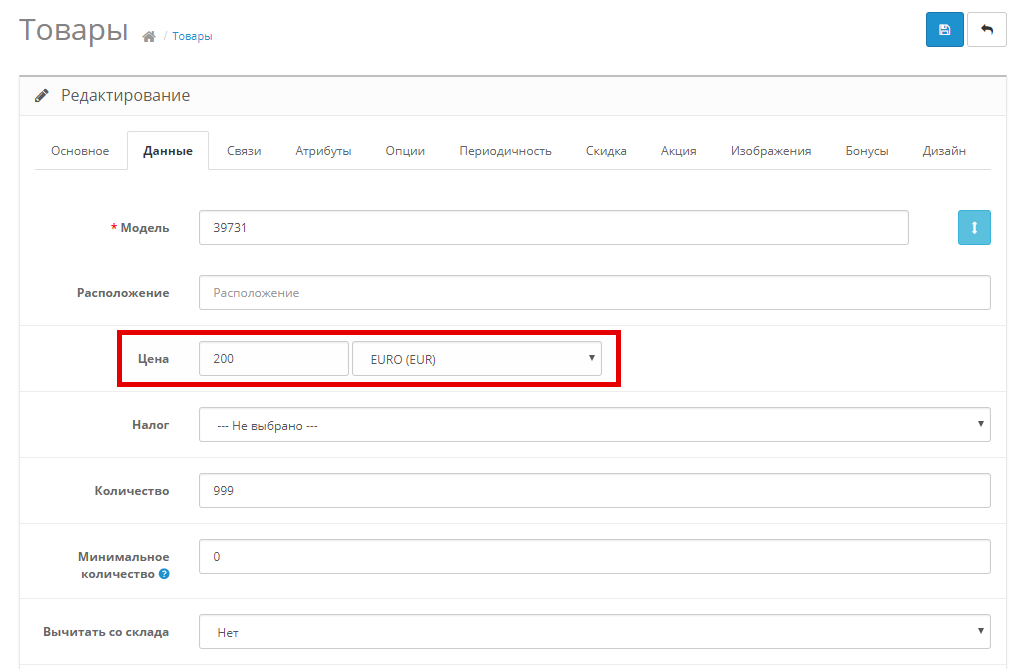 Товары / Товары
Редактирование
Основное Данные Связи Атрибуты Опции Периодичность Скидка Акция Изображения Бонусы Дизайн
* Модель 39731
Расположение Расположение
Цена 200 EURO (EUR)
Налог --- Не выбрано ---
Количество 999
Минимальное
количество ? 0
Вычитать со склада Нет